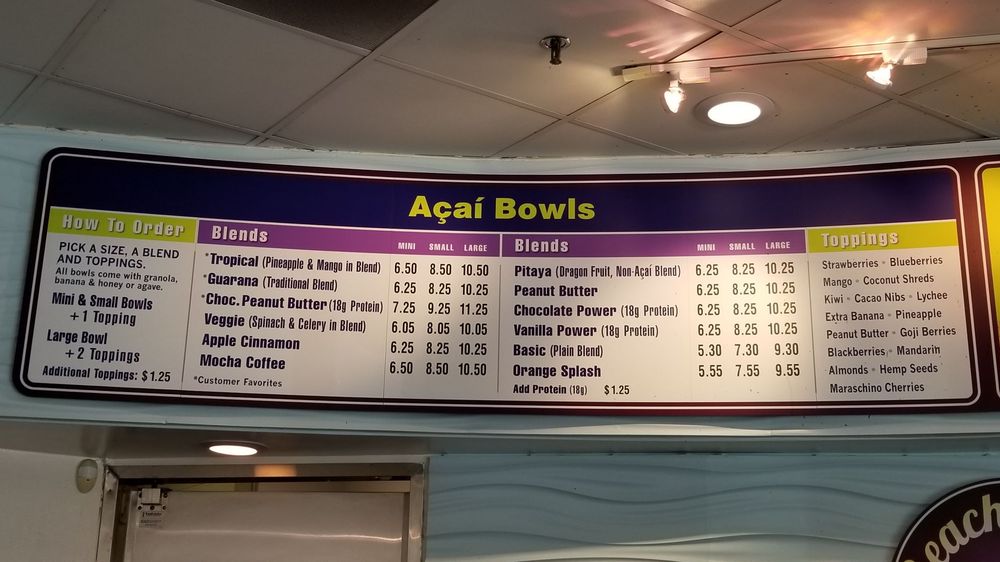 Açaí Bowls
How To Order
PICK A SIZE, A BLEND
AND TOPPINGS.
All bowls come with granola,
banana & honey or agave.
Mini & Small Bowls
+ 1 Topping
Large Bowl
+ 2 Toppings
Additional Toppings: $1.25
Blends MINI SMALL LARGE
*Tropical (Pineapple & Mango in Blend) 6.50 8.50 10.50
*Guarana (Traditional Blend) 6.25 8.25 10.25
*Choc. Peanut Butter (18g Protein) 7.25 9.25 11.25
Veggie (Spinach & Celery in Blend) 6.05 8.05 10.05
Apple Cinnamon 6.25 8.25 10.25
Mocha Coffee 6.50 8.50 10.50
*Customer Favorites
Blends MINI SMALL LARGE
Pitaya (Dragon Fruit, Non-Açaí Blend) 6.25 8.25 10.25
Peanut Butter 6.25 8.25 10.25
Chocolate Power (18g Protein) 6.25 8.25 10.25
Vanilla Power (18g Protein) 6.25 8.25 10.25
Basic (Plain Blend) 5.30 7.30 9.30
Orange Splash 5.55 7.55 9.55
Add Protein (18g) $1.25
Toppings
Strawberries • Blueberries
Mango • Coconut Shreds
Kiwi • Cacao Nibs • Lychee
Extra Banana • Pineapple
Peanut Butter • Goji Berries
Blackberries • Mandarin
Almonds • Hemp Seeds
Maraschino Cherries
each